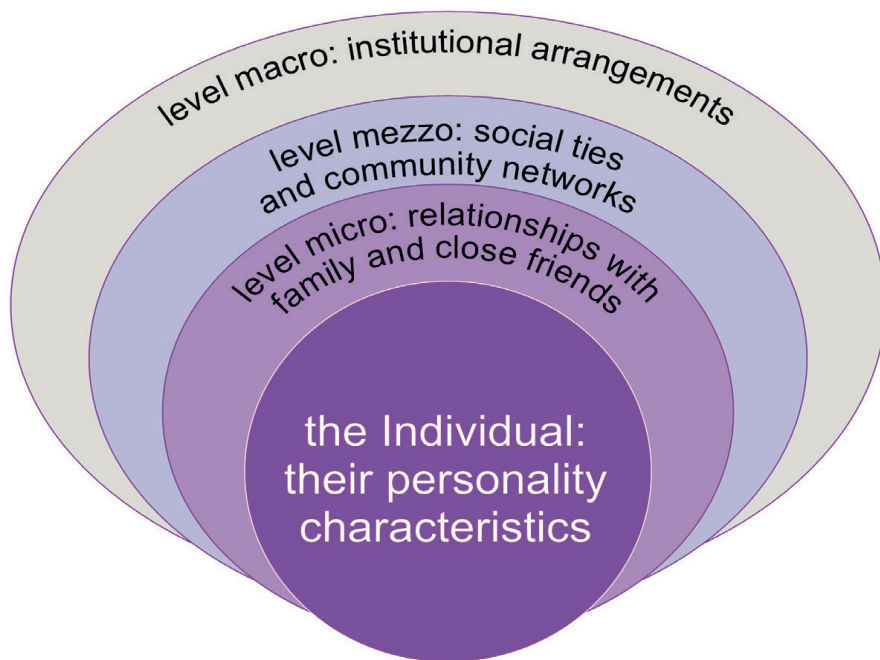 level macro: institutional arrangements
level mezzo: social ties
and community networks
level micro: relationships with
family and close friends
the Individual:
their personality
characteristics